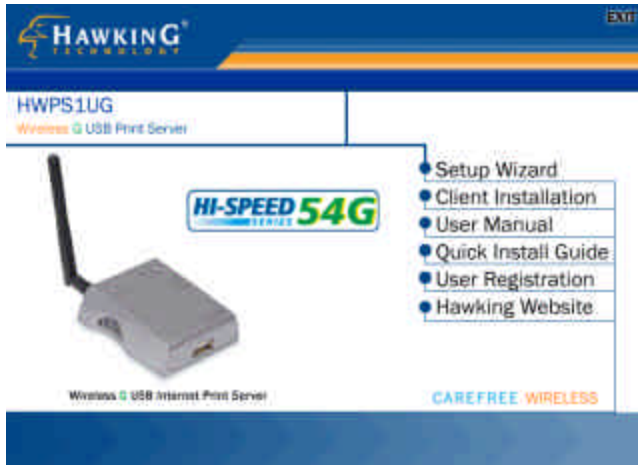 HAWKING®
TECHNOLOGY
EXIT
HWPS1UG
Wireless G USB Print Server
HI-SPEED 54G
SERIES
Setup Wizard
Client Installation
User Manual
Quick Install Guide
User Registration
Hawking Website
Wireless G USB Internet Print Server
CAREFREE WIRELESS